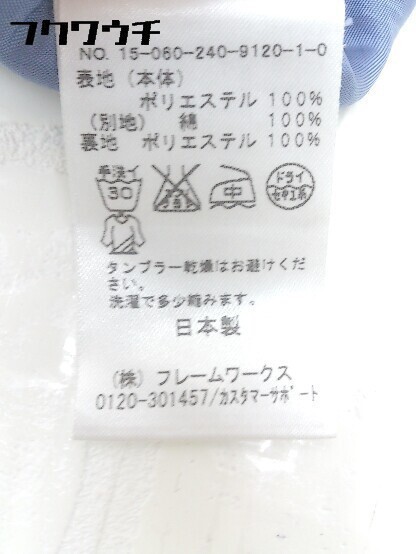 フクワウチ
NO. 15-060-240-9120-1-0
表地（本体）
ポリエステル 100%
（別地） 綿 100%
裏地 ポリエステル 100%
手洗イ
30
中
ドライ
セキユ系
タンブラー乾燥はお避けくだ
さい。
洗濯で多少縮みます。
日本製
（株）フレームワークス
0120-301457/カスタマーサポート